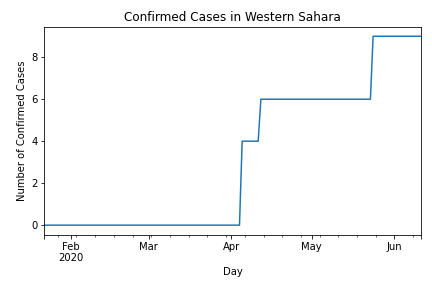 Confirmed Cases in Western Sahara
Number of Confirmed Cases
8
6
4
2
0
Feb Mar Apr May Jun
2020
Day